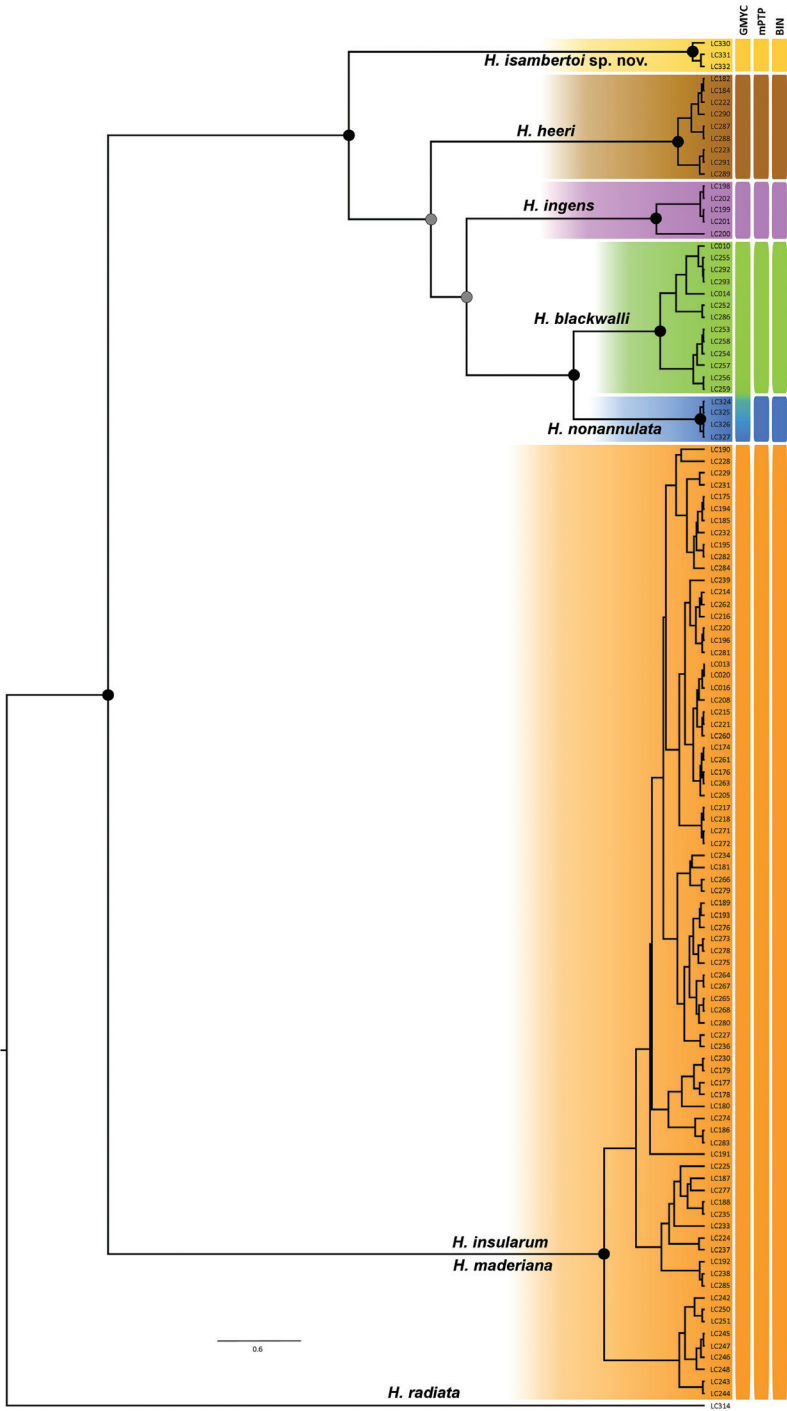 GMYC mPTP BIN
LC330
H. isambertoi sp. nov.
LC331
LC332
LC182
LC184
LC222
LC290
H. heeri
LC287
LC288
LC223
LC291
LC289
LC198
LC202
H. ingens
LC199
LC201
LC200
LC010
LC255
LC292
LC293
LC014
LC252
H. blackwalli
LC286
LC253
LC258
LC254
LC257
LC256
LC259
LC324
LC325
H. nonannulata
LC326
LC327
LC190
LC228
LC229
LC231
LC175
LC194
LC185
LC232
LC195
LC282
LC284
LC239
LC214
LC262
LC216
LC220
LC196
LC281
LC013
LC020
LC016
LC208
LC215
LC221
LC260
LC174
LC261
LC176
LC263
LC205
LC217
LC218
LC271
LC272
LC234
LC181
LC266
LC279
LC189
LC193
LC276
LC273
LC278
LC275
LC264
LC267
LC265
LC268
LC280
LC227
LC236
LC230
LC179
LC177
LC178
LC180
LC274
LC186
LC283
LC191
LC225
LC187
LC277
LC188
LC235
LC233
LC224
H. insularum
LC237
H. maderiana
LC192
LC238
LC285
LC242
LC250
LC251
LC245
LC247
0.6
LC246
LC248
LC243
H. radiata
LC244
LC314